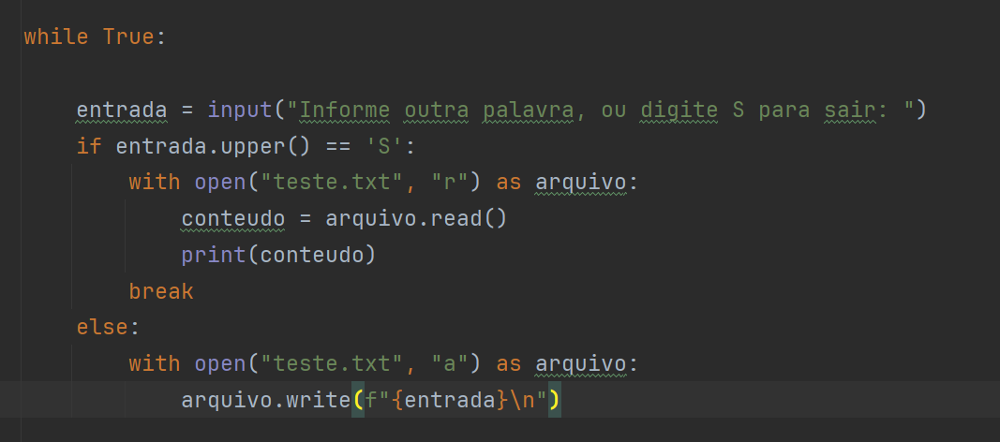 while True:
entrada = input("Informe outra palavra, ou digite S para sair: ")
if entrada.upper() == 'S':
with open("teste.txt", "r") as arquivo:
conteudo = arquivo.read()
print(conteudo)
break
else:
with open("teste.txt", "a") as arquivo:
arquivo.write(f"{entrada}\n")